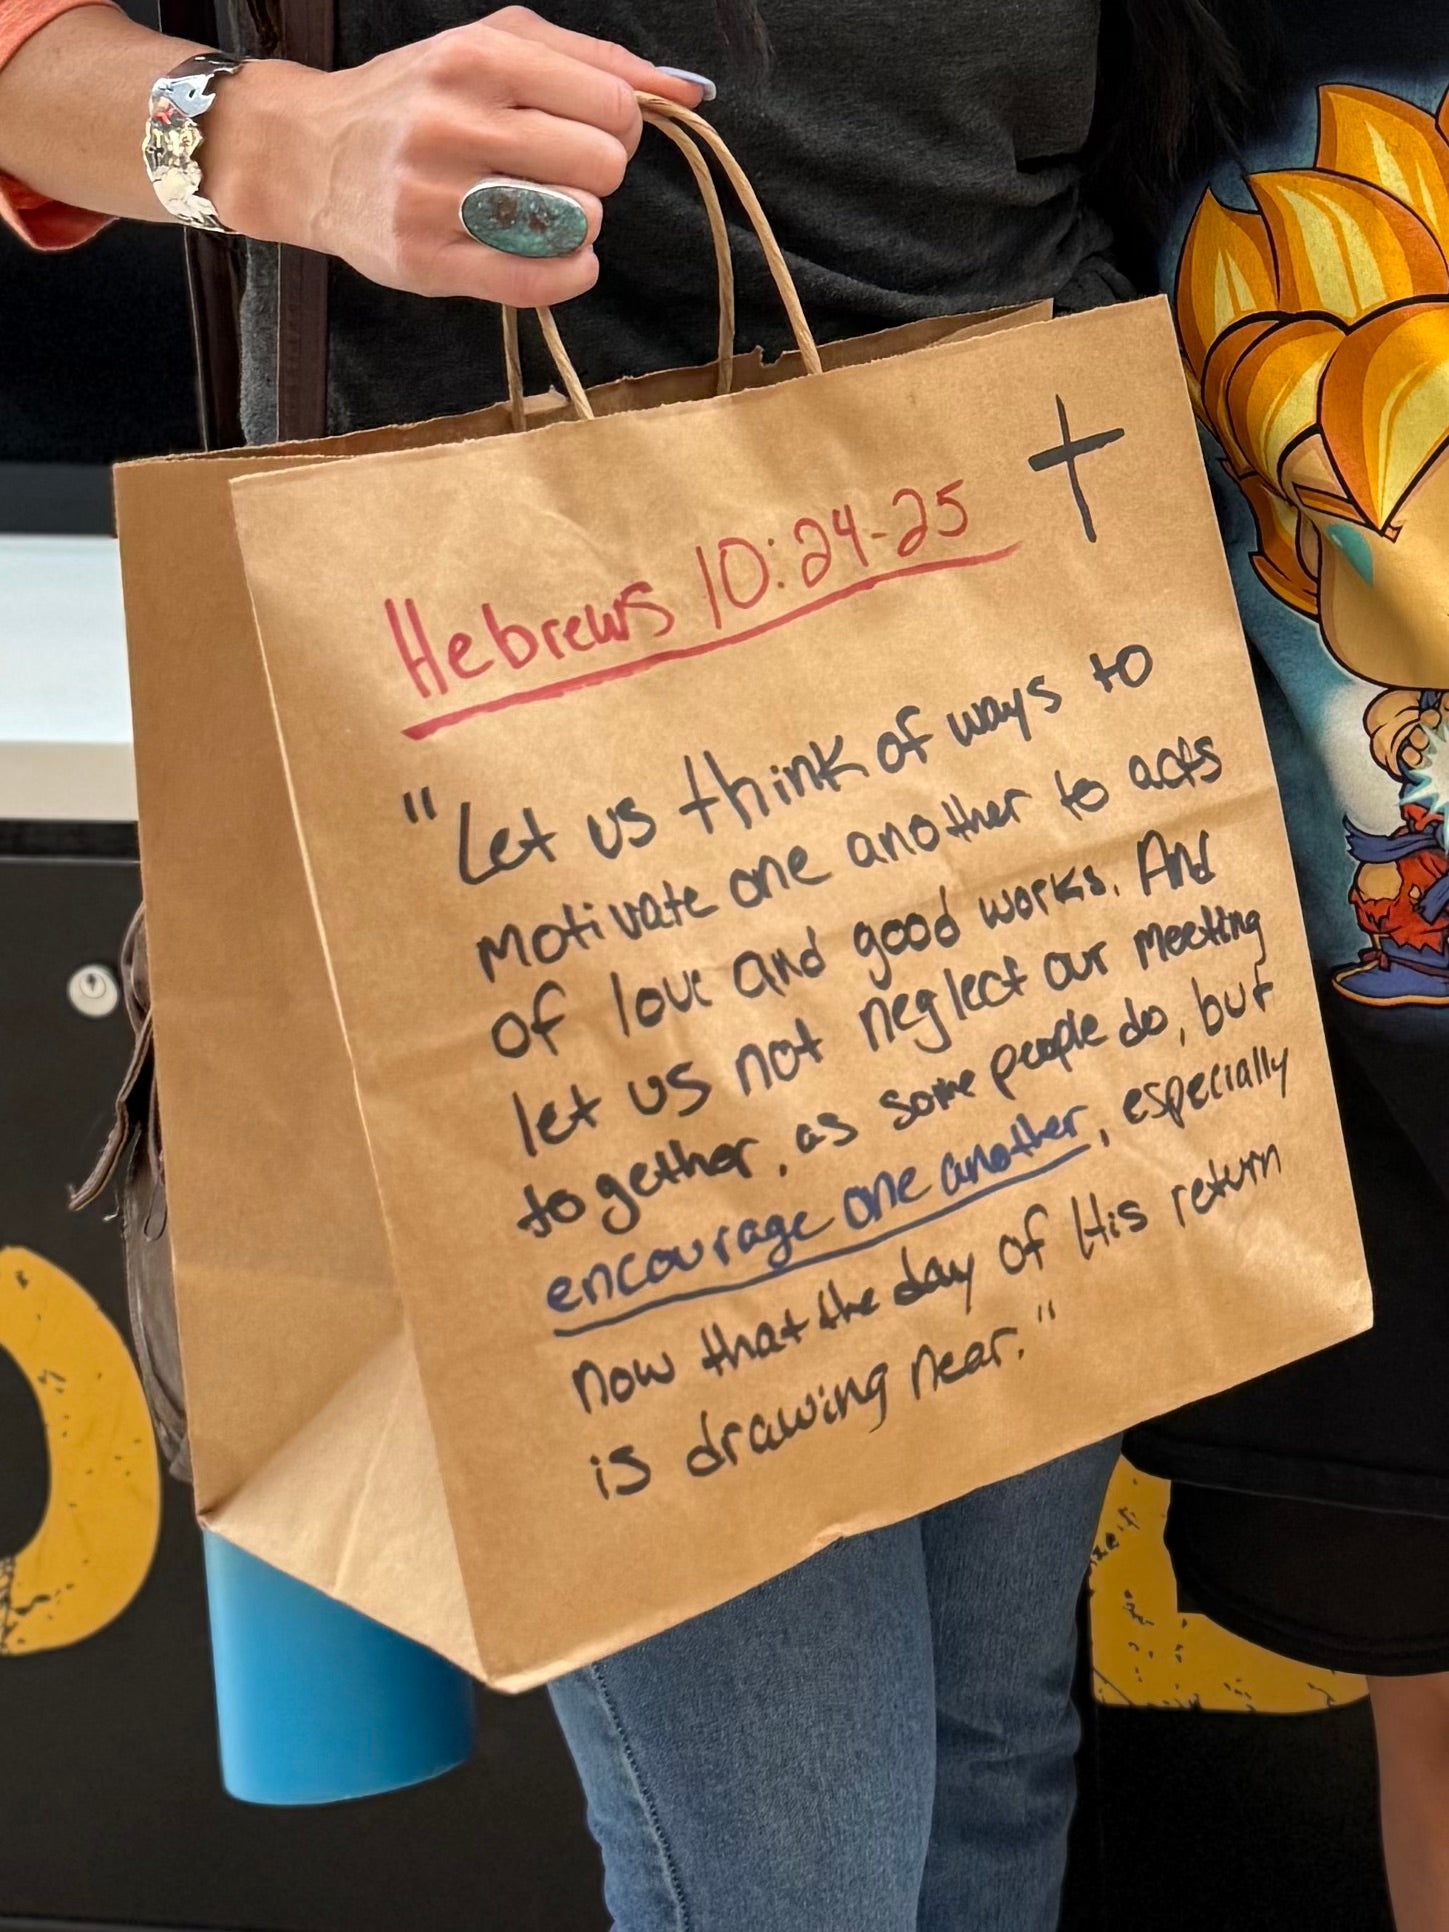 Hebrews 10:24-25
"Let us think of ways to
motivate one another to acts
of love and good works. And
let us not neglect our meeting
together, as some people do, but
encourage one another, especially
now that the day of His return
is drawing near."